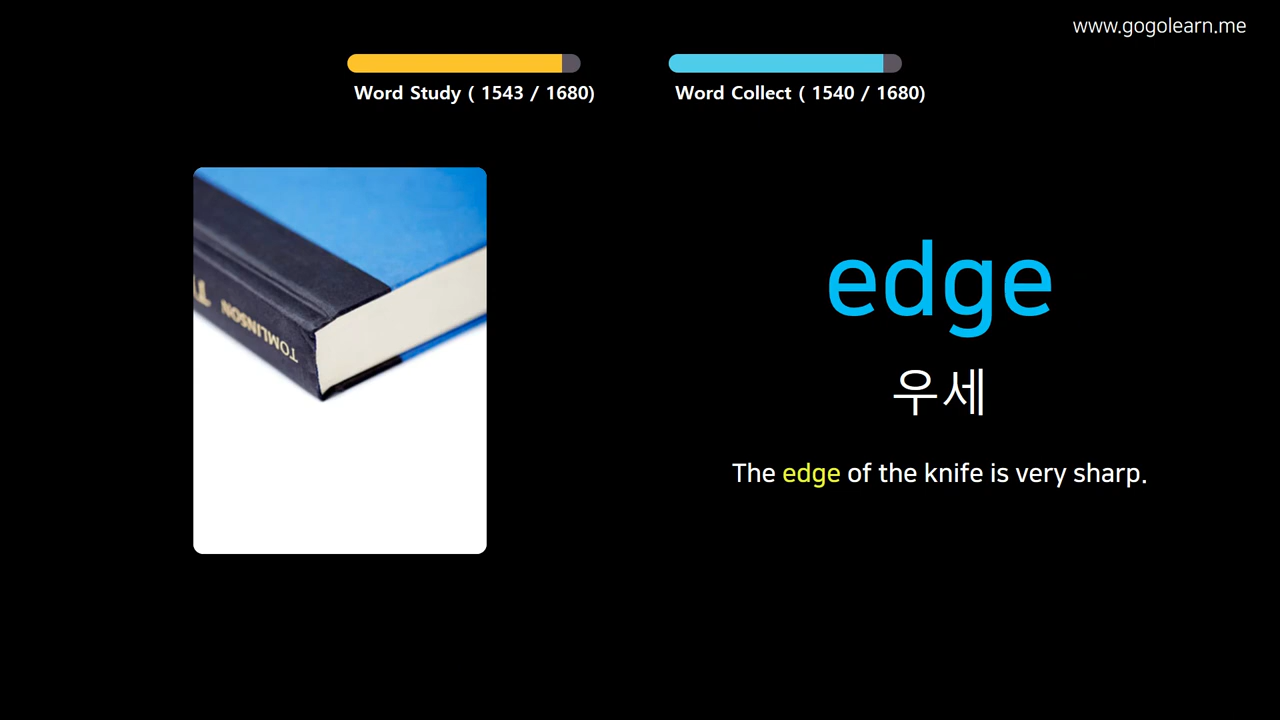 www.gogolearn.me
Word Study ( 1543 / 1680)
Word Collect ( 1540 / 1680)
TOMLINSON
edge
우세
The edge of the knife is very sharp.